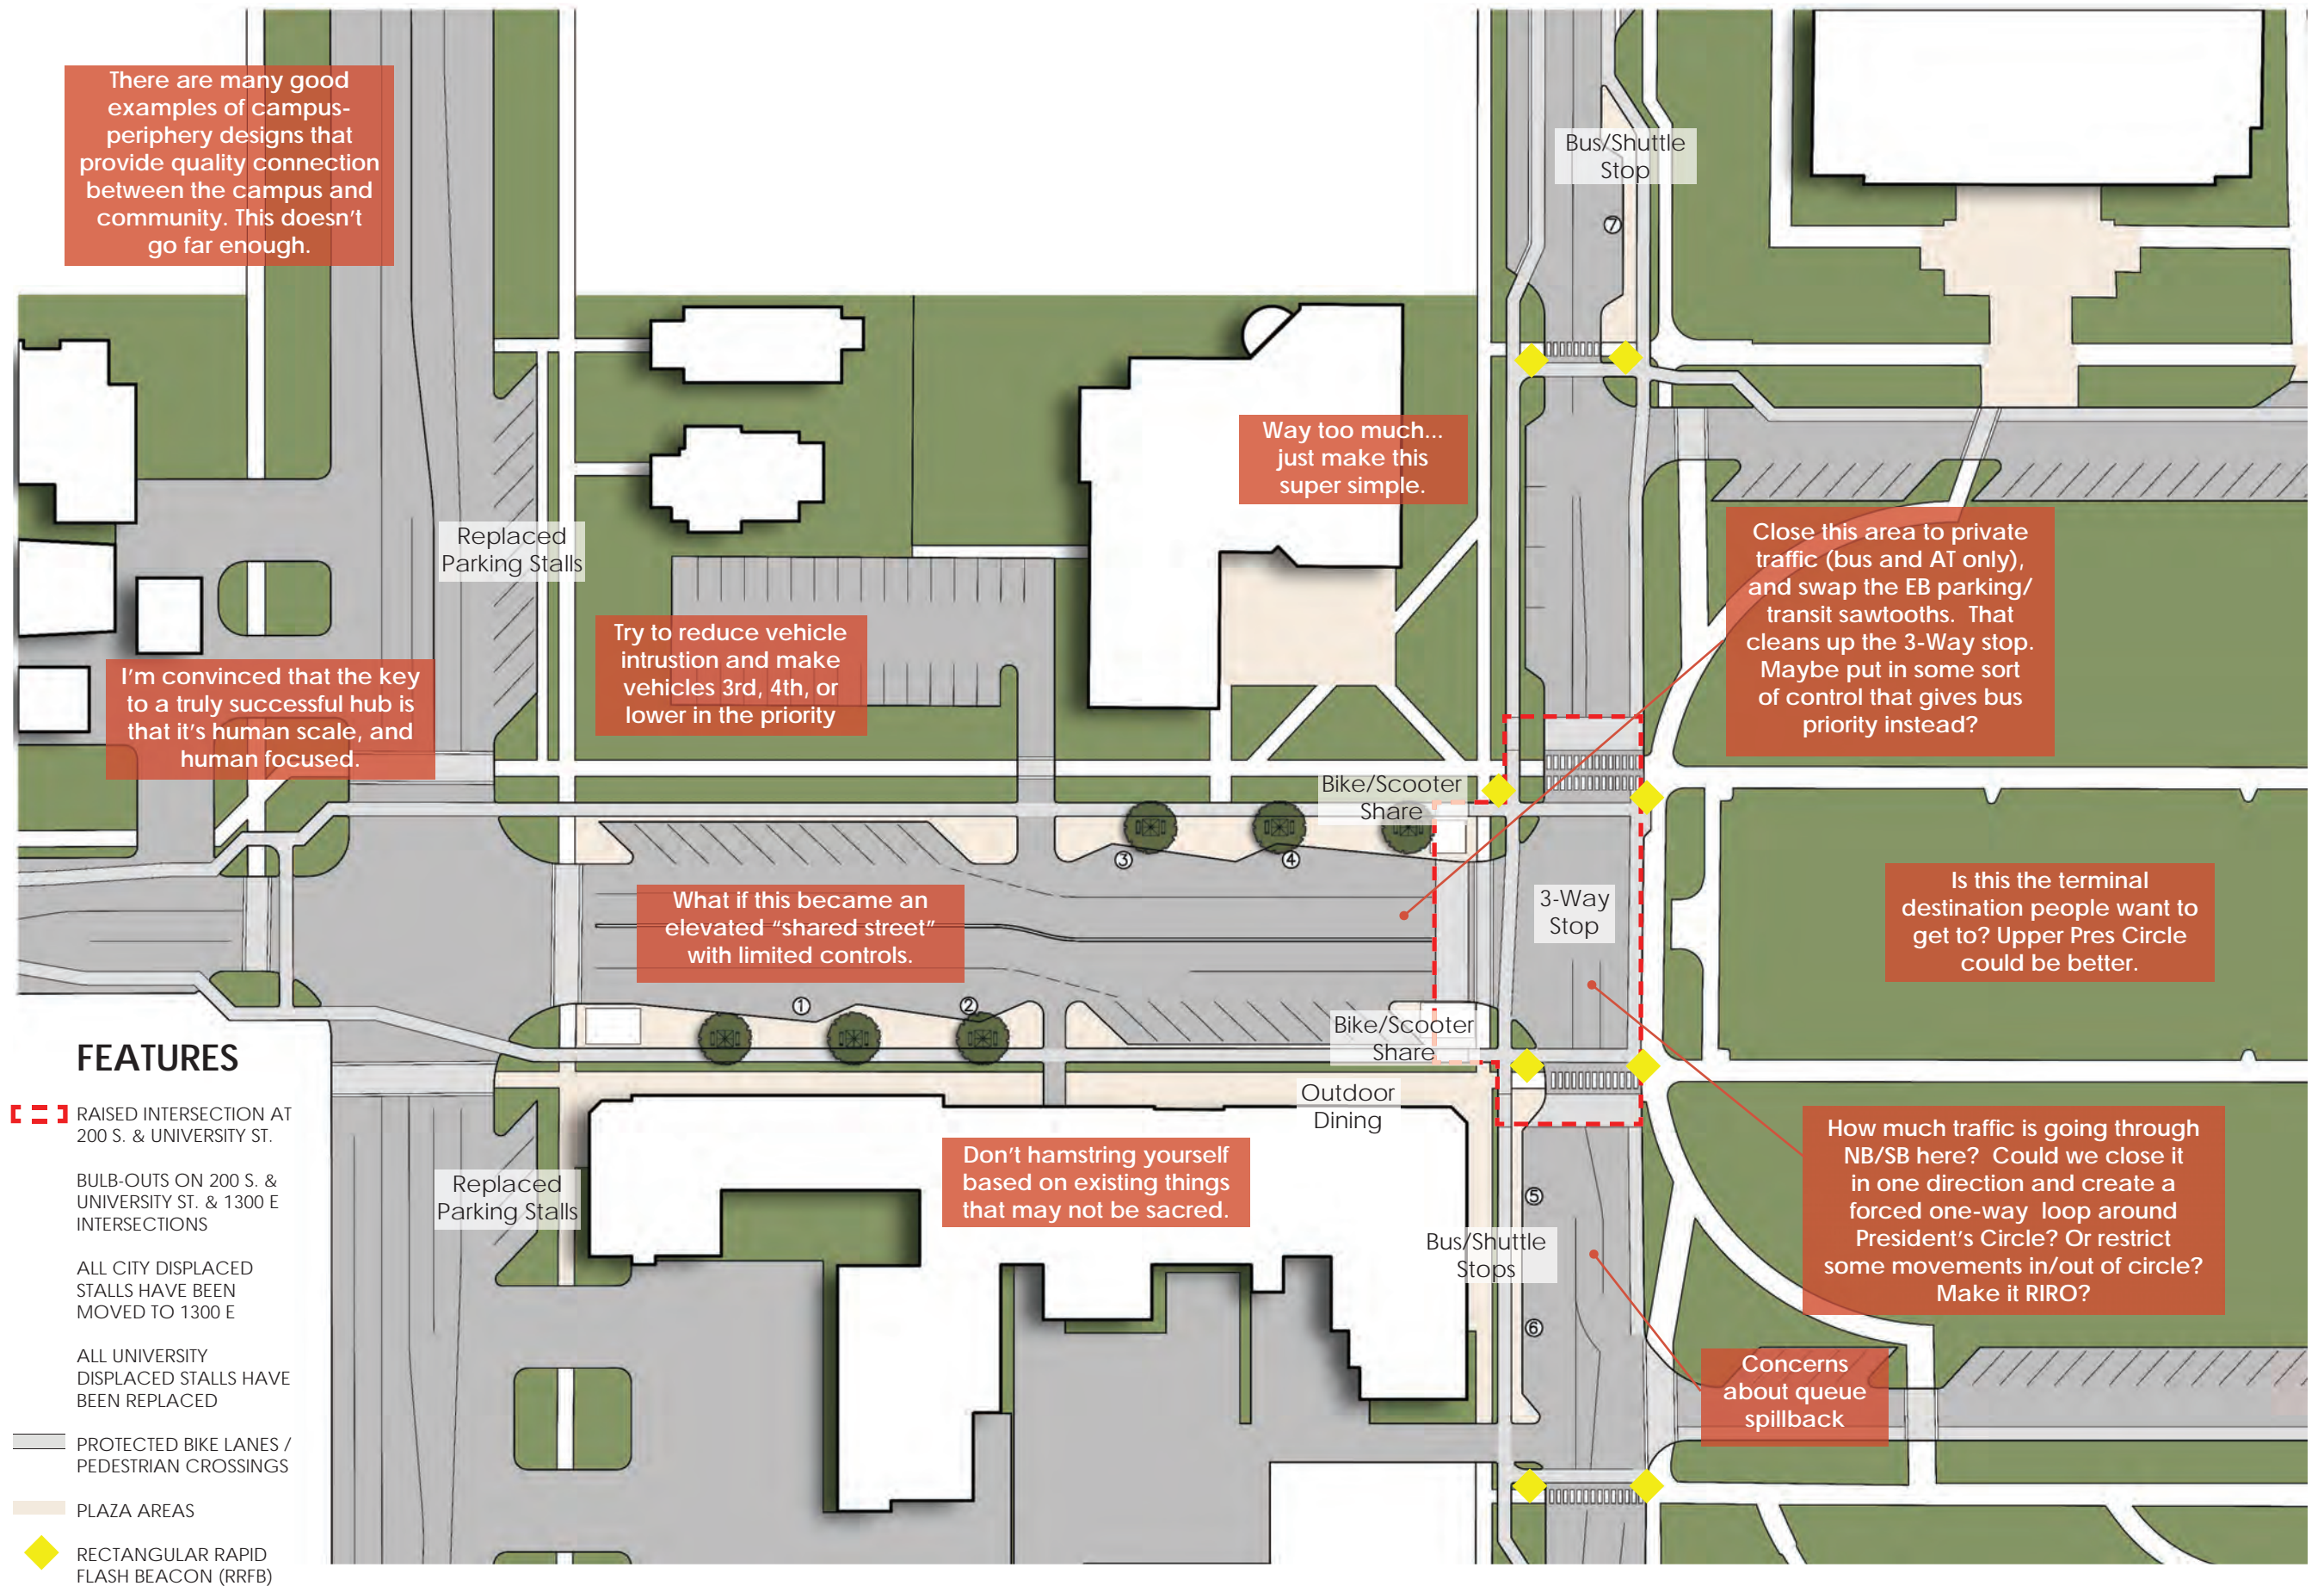 There are many good
examples of campus-
periphery designs that
provide quality connection
between the campus and
community. This doesn't
go far enough.
Bus/Shuttle
Stop
7
Way too much...
just make this
super simple.
Replaced
Parking Stalls
Close this area to private
traffic (bus and AT only),
and swap the EB parking/
transit sawtooths. That
cleans up the 3-Way stop.
Maybe put in some sort
of control that gives bus
priority instead?
Try to reduce vehicle
intrustion and make
vehicles 3rd, 4th, or
lower in the priority
I'm convinced that the key
to a truly successful hub is
that it's human scale, and
human focused.
Bike/Scooter
Share
3
4
What if this became an
elevated "shared street"
with limited controls.
3-Way
Stop
Is this the terminal
destination people want to
get to? Upper Pres Circle
could be better.
1
2
Bike/Scooter
Share
Outdoor
Dining
Don't hamstring yourself
based on existing things
that may not be sacred.
How much traffic is going through
NB/SB here? Could we close it
in one direction and create a
forced one-way loop around
President's Circle? Or restrict
some movements in/out of circle?
Make it RIRO?
Replaced
Parking Stalls
5
Bus/Shuttle
Stops
6
Concerns
about queue
spillback
FEATURES
RAISED INTERSECTION AT
200 S. & UNIVERSITY ST.
BULB-OUTS ON 200 S. &
UNIVERSITY ST. & 1300 E
INTERSECTIONS
ALL CITY DISPLACED
STALLS HAVE BEEN
MOVED TO 1300 E
ALL UNIVERSITY
DISPLACED STALLS HAVE
BEEN REPLACED
PROTECTED BIKE LANES /
PEDESTRIAN CROSSINGS
PLAZA AREAS
RECTANGULAR RAPID
FLASH BEACON (RRFB)